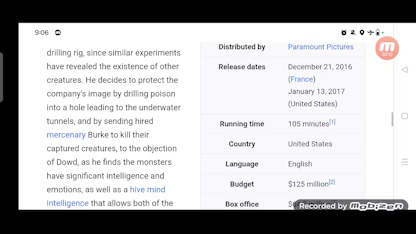 9:06
drilling rig, since similar experiments
have revealed the existence of other
creatures. He decides to protect the
company's image by drilling poison
into a hole leading to the underwater
tunnels, and by sending hired
mercenary Burke to kill their
captured creatures, to the objection
of Dowd, as he finds the monsters
have significant intelligence and
emotions, as well as a hive mind
intelligence that allows both of the
Distributed by Paramount Pictures
Release dates December 21, 2016
(France)
January 13, 2017
(United States)
Running time 105 minutes[1]
Country United States
Language English
Budget $125 million[2]
Box office
Recorded by Mobizen